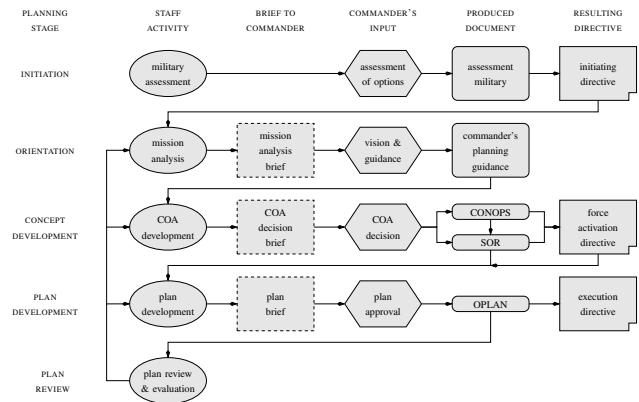 PLANNING STAGE
STAFF ACTIVITY
BRIEF TO COMMANDER
COMMANDER'S INPUT
PRODUCED DOCUMENT
RESULTING DIRECTIVE
INITIATION
military assessment
assessment of options
assessment military
initiating directive
ORIENTATION
mission analysis
mission analysis brief
vision & guidance
commander's planning guidance
CONCEPT DEVELOPMENT
COA development
COA decision brief
COA decision
CONOPS
SOR
force activation directive
PLAN DEVELOPMENT
plan development
plan brief
plan approval
OPLAN
execution directive
PLAN REVIEW
plan review & evaluation